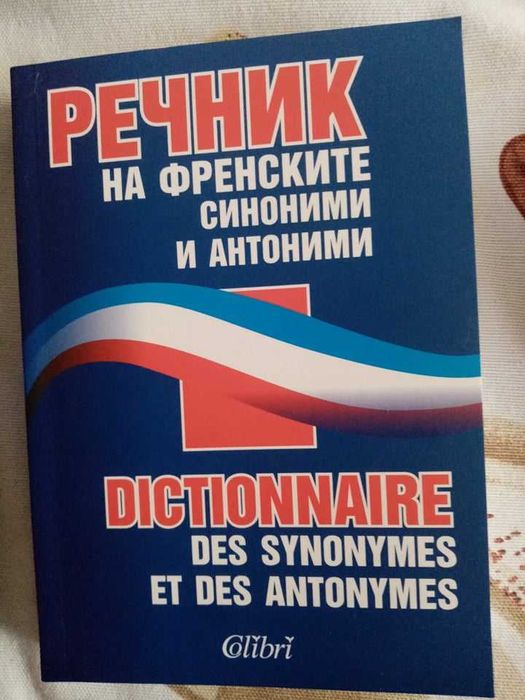 РЕЧНИК
НА ФРЕНСКИТЕ
СИНОНИМИ
И АНТОНИМИ
DICTIONNAIRE
DES SYNONYMES
ET DES ANTONYMES
Colibri